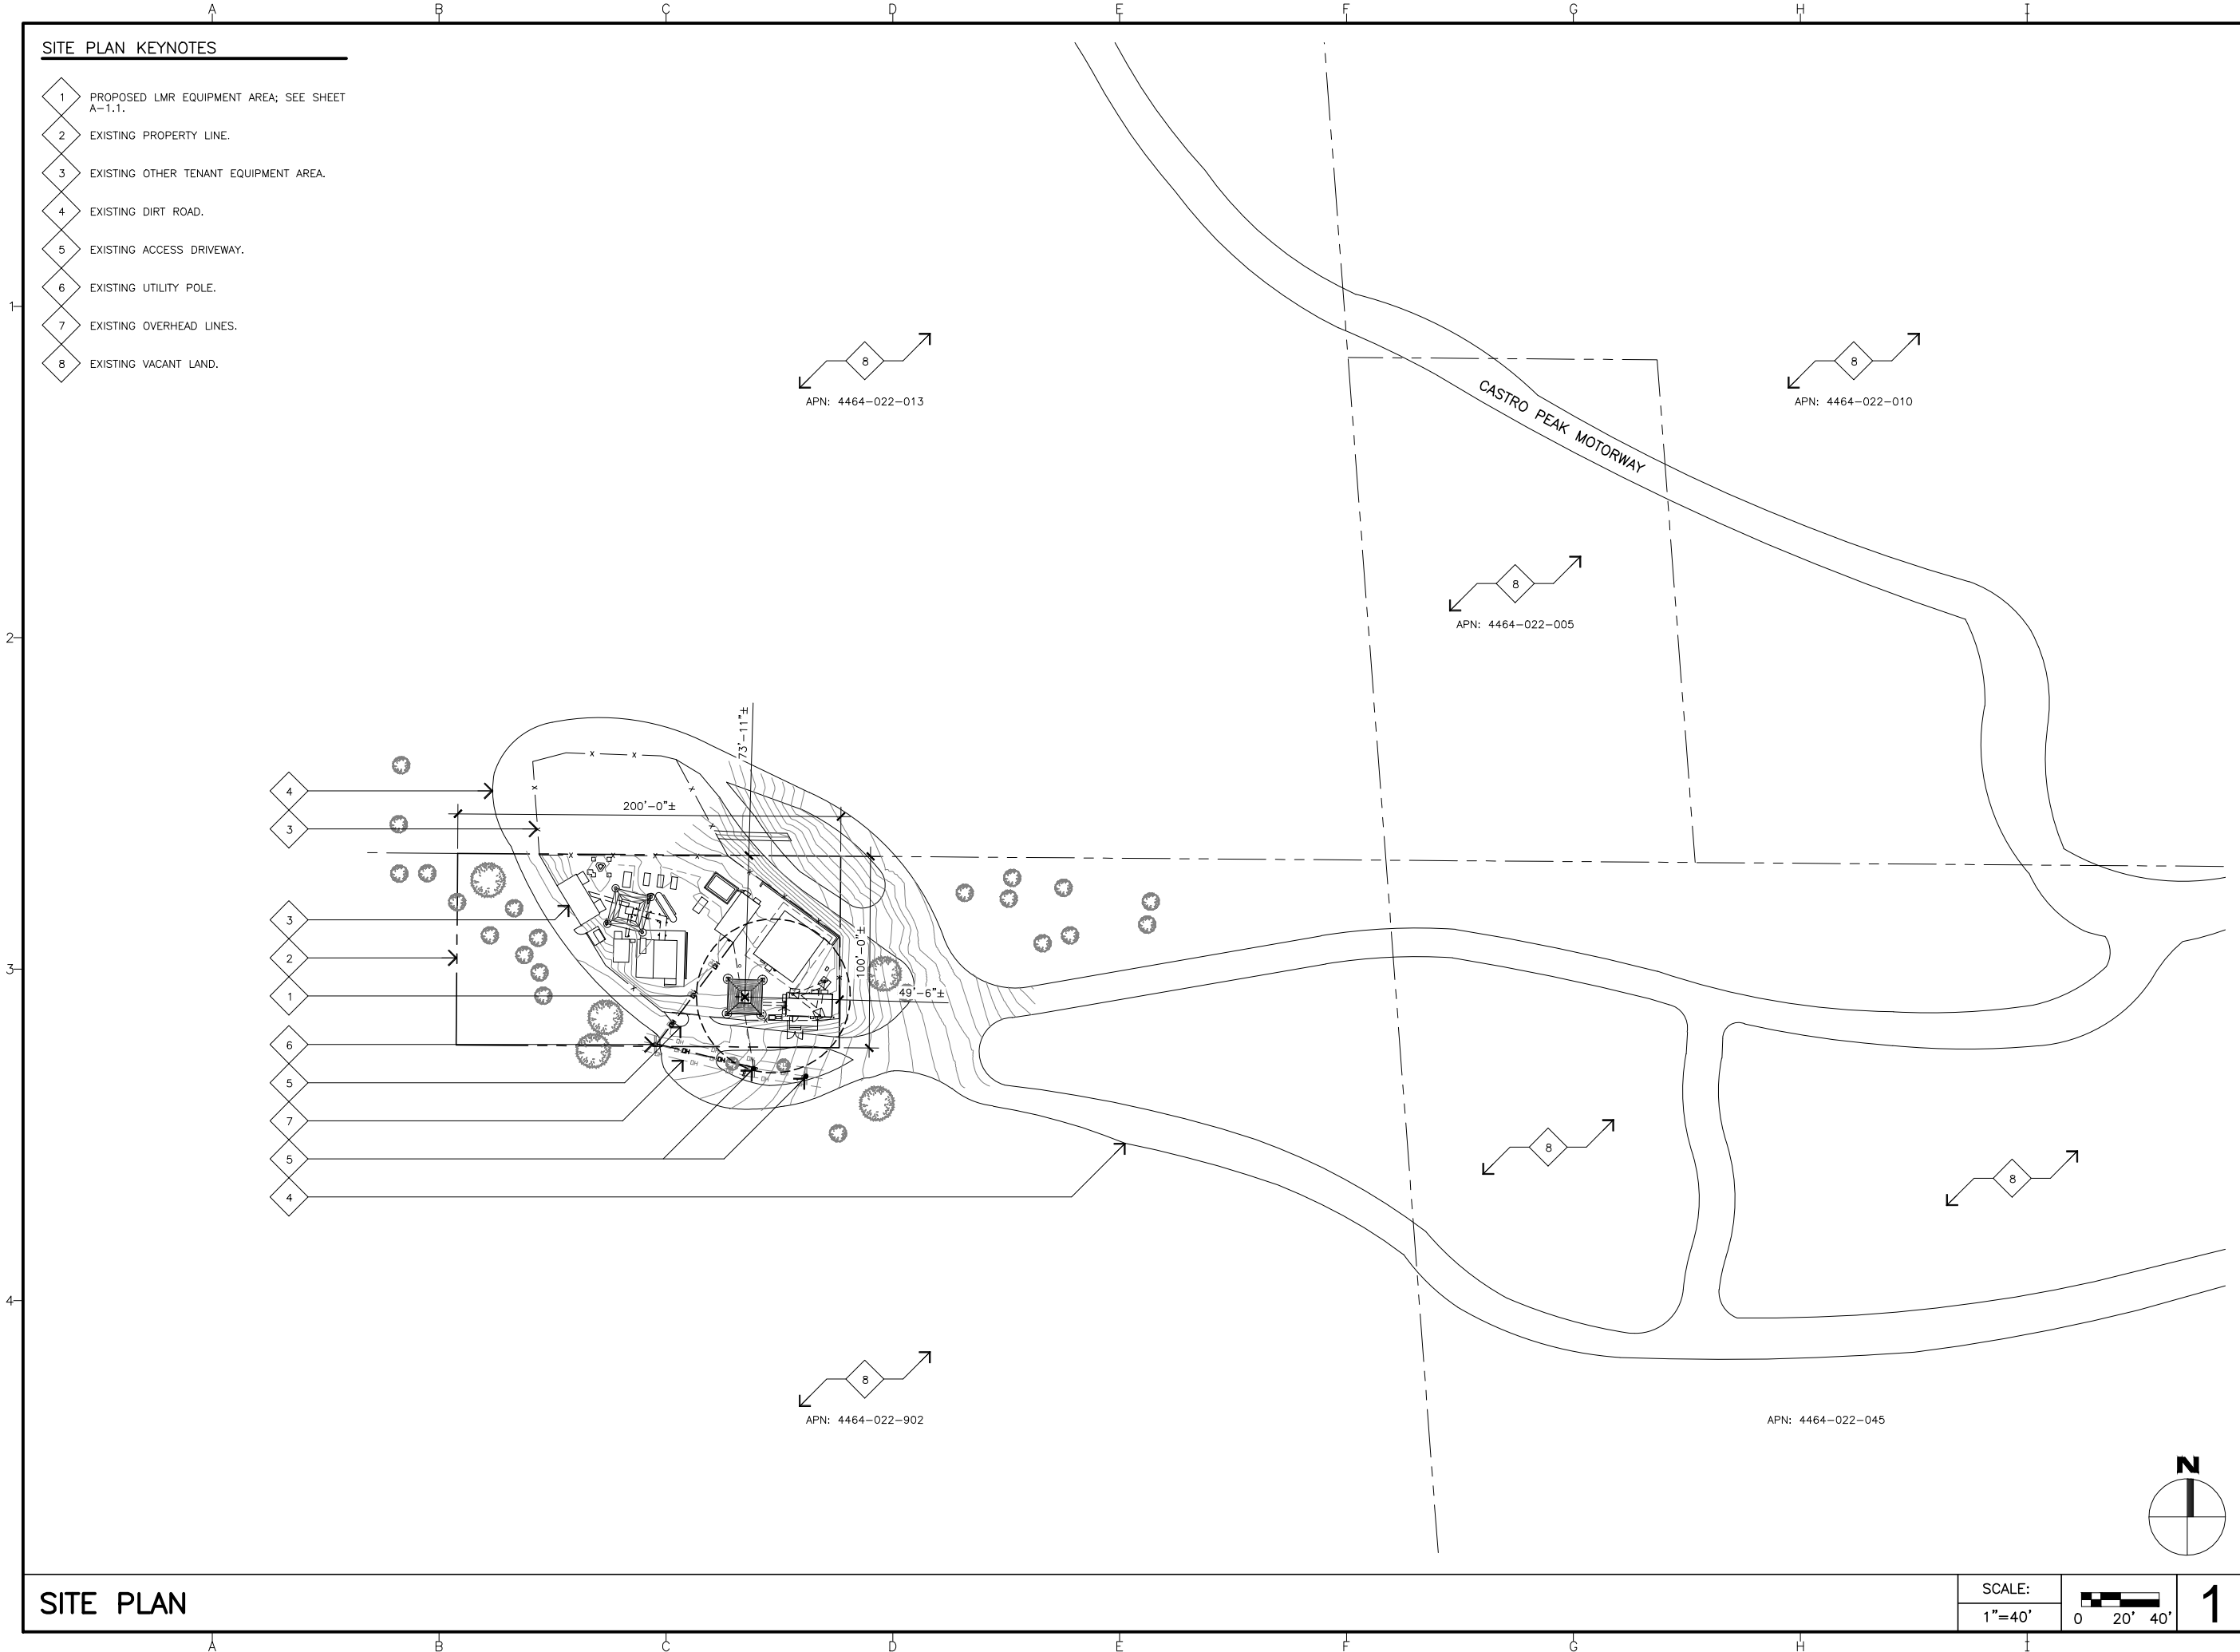 A B C D E F G H I
SITE PLAN KEYNOTES
1 PROPOSED LMR EQUIPMENT AREA; SEE SHEET
A-1.1.
2 EXISTING PROPERTY LINE.
3 EXISTING OTHER TENANT EQUIPMENT AREA.
4 EXISTING DIRT ROAD.
5 EXISTING ACCESS DRIVEWAY.
6 EXISTING UTILITY POLE.
7 EXISTING OVERHEAD LINES.
8 EXISTING VACANT LAND.
1
8
APN: 4464-022-013
8
APN: 4464-022-010
CASTRO PEAK MOTORWAY
8
APN: 4464-022-005
2
73'-11"±
200'-0"±
100'-0"±
49'-6"±
4
3
3
2
3
1
6
5
7
5
4
OH
OH
OH
OH
8
8
4
8
APN: 4464-022-902
APN: 4464-022-045
N
SITE PLAN
SCALE:
1"=40'
0 20' 40'
1
A B C D E F G H I